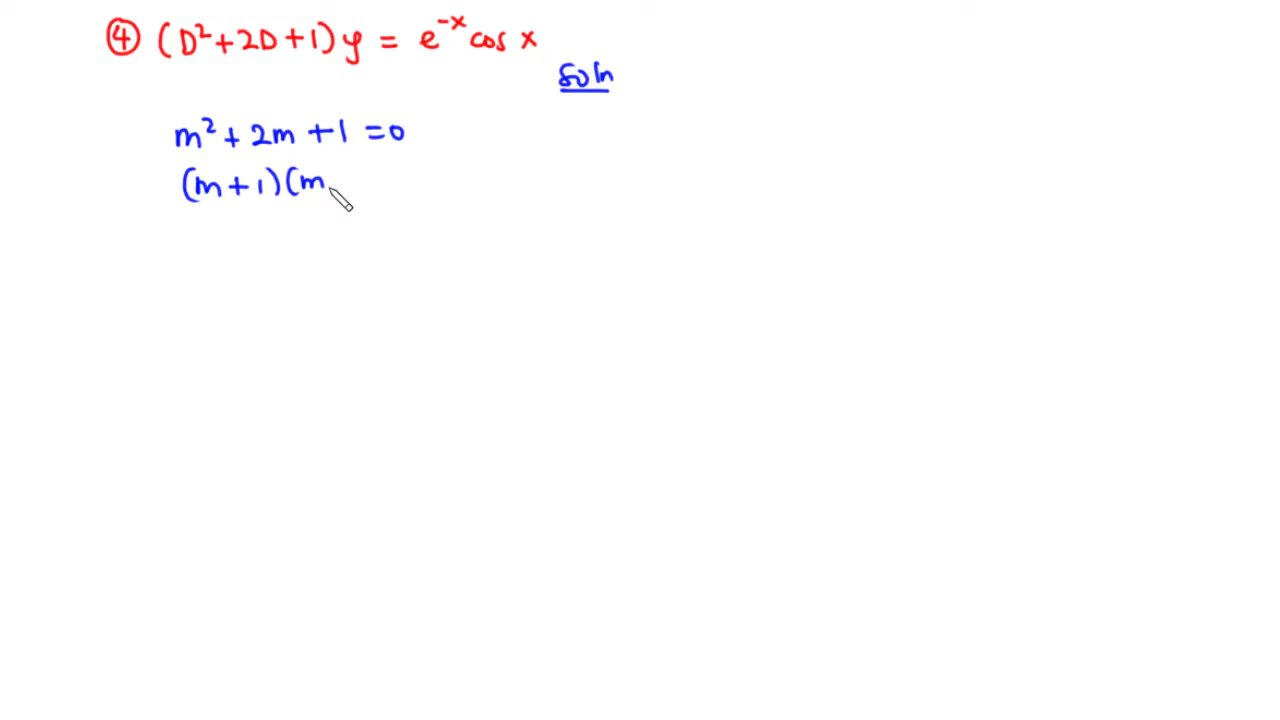 ④ (D²+2D+1)y = e⁻ˣ cos x
soln
m² + 2m + 1 = 0
(m + 1)(m